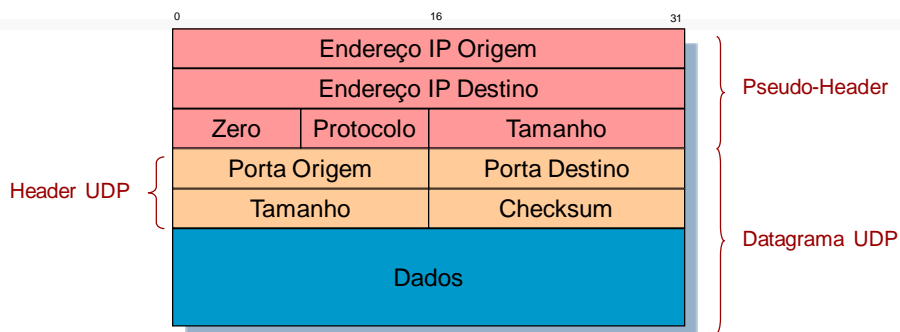 0 16 31
Endereço IP Origem
Endereço IP Destino
Pseudo-Header
Zero Protocolo Tamanho
Porta Origem Porta Destino
Header UDP
Tamanho Checksum
Datagrama UDP
Dados